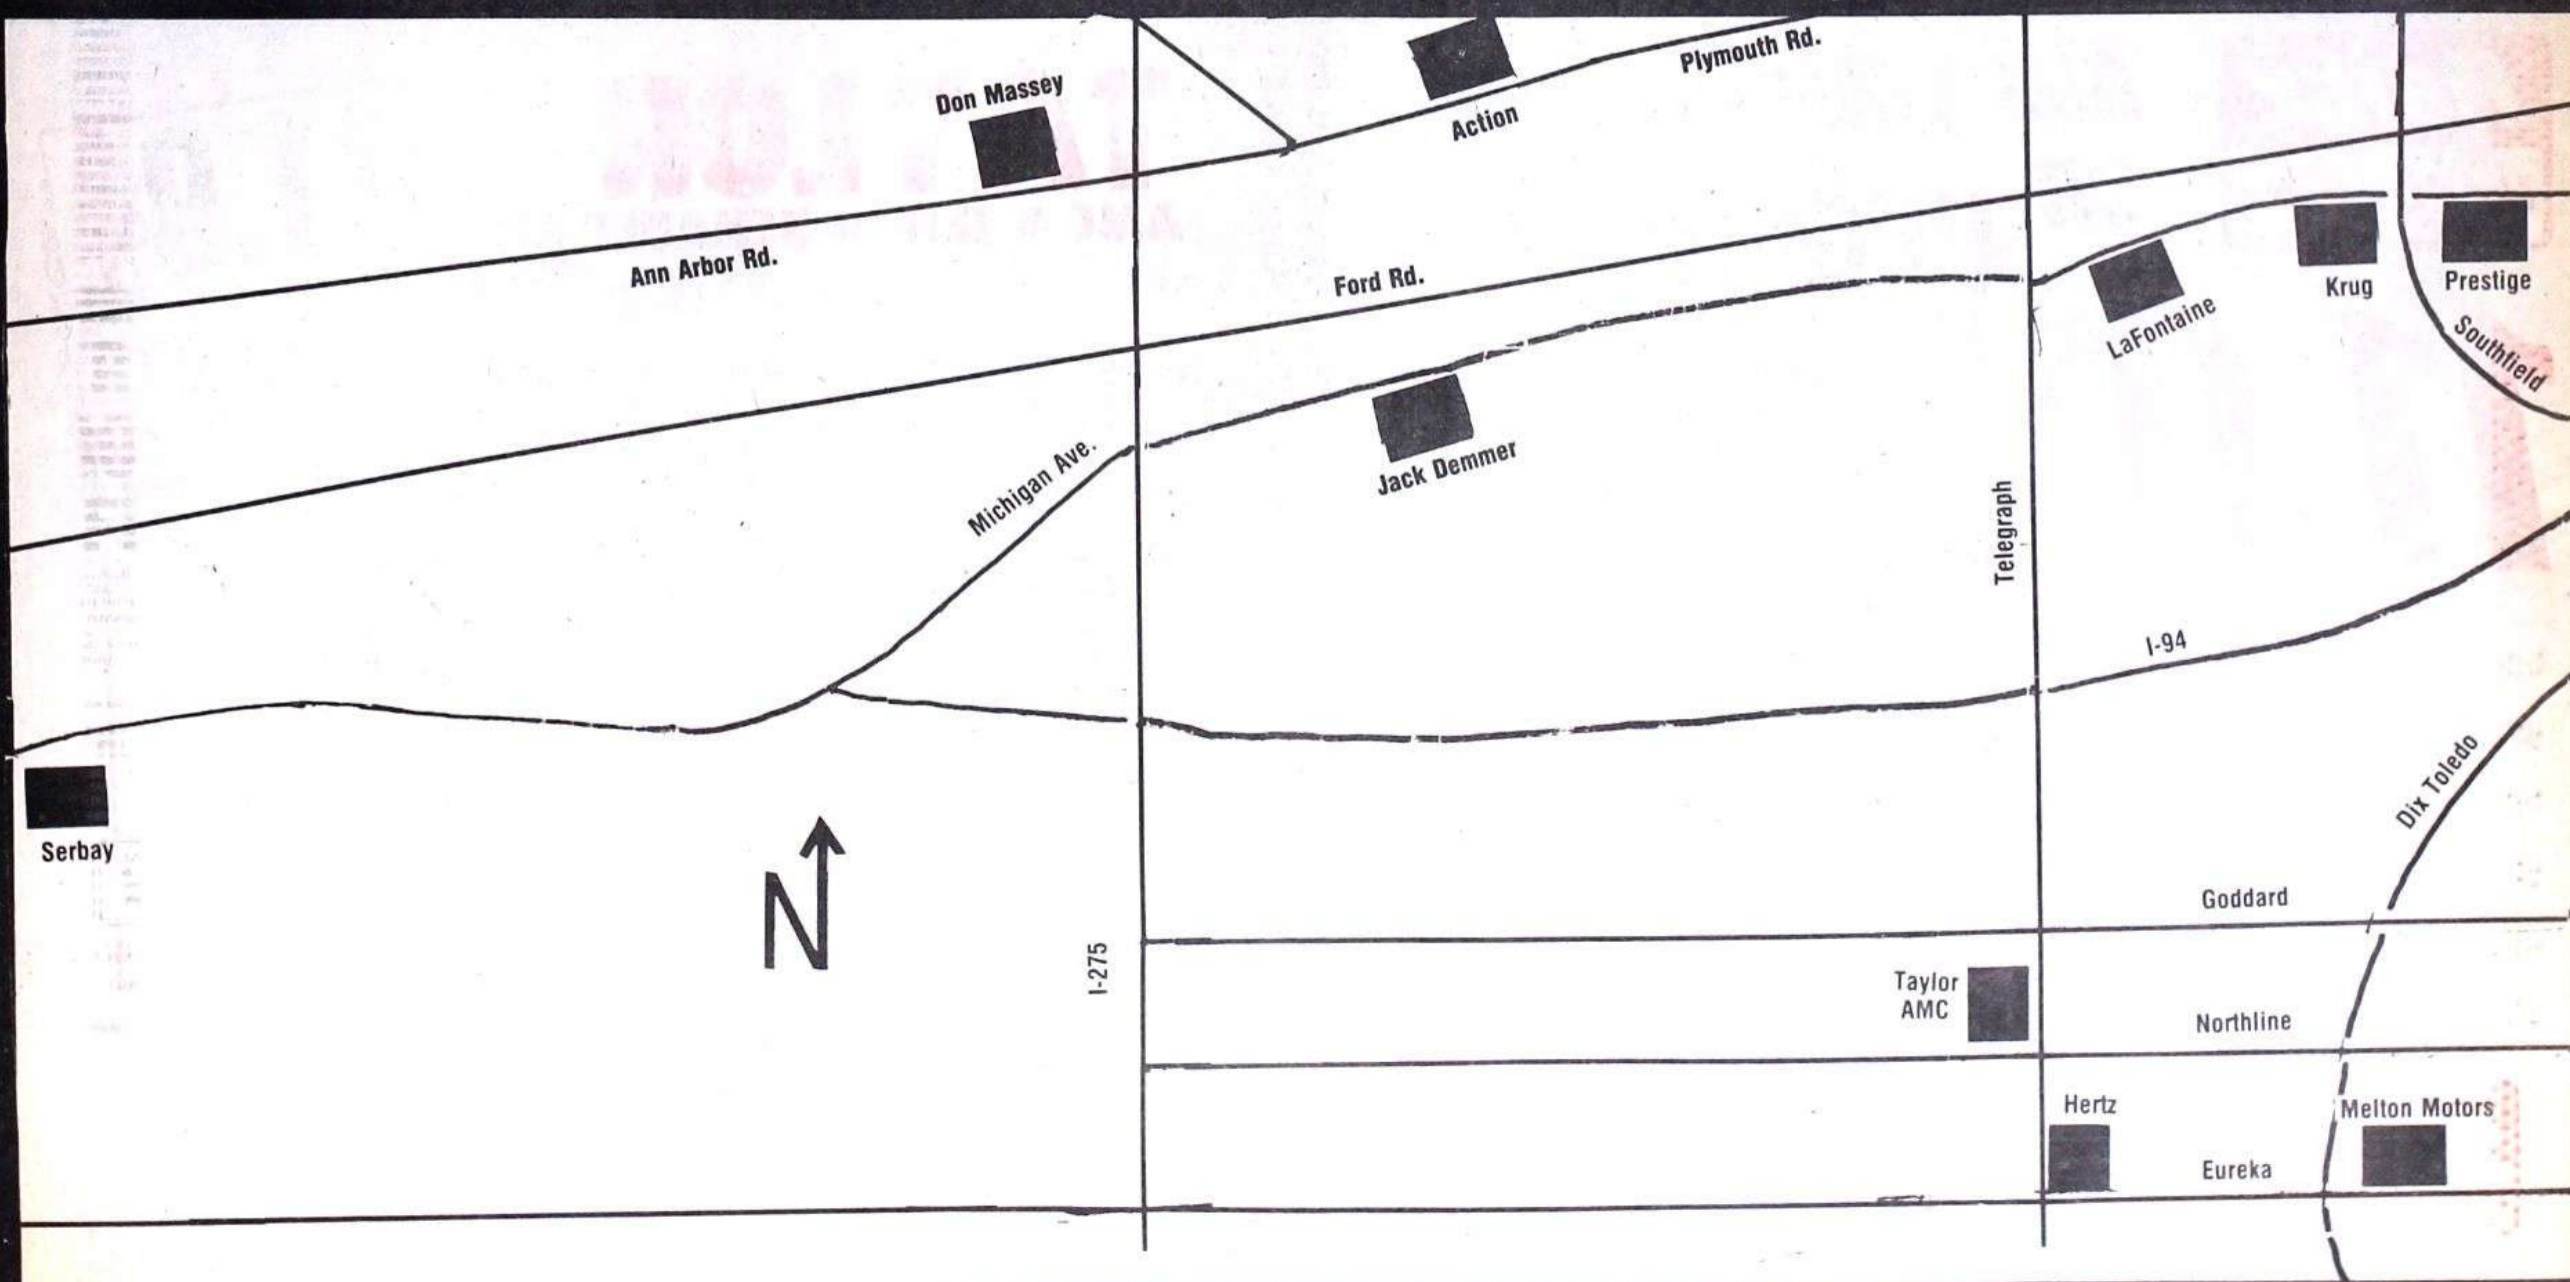 Plymouth Rd.
Don Massey
Action
Ann Arbor Rd.
Ford Rd.
Krug
Prestige
LaFontaine
Southfield
Michigan Ave.
Jack Demmer
Telegraph
I-94
Dix Toledo
Serbay
N
Goddard
I-275
Taylor
AMC
Northline
Hertz
Melton Motors
Eureka